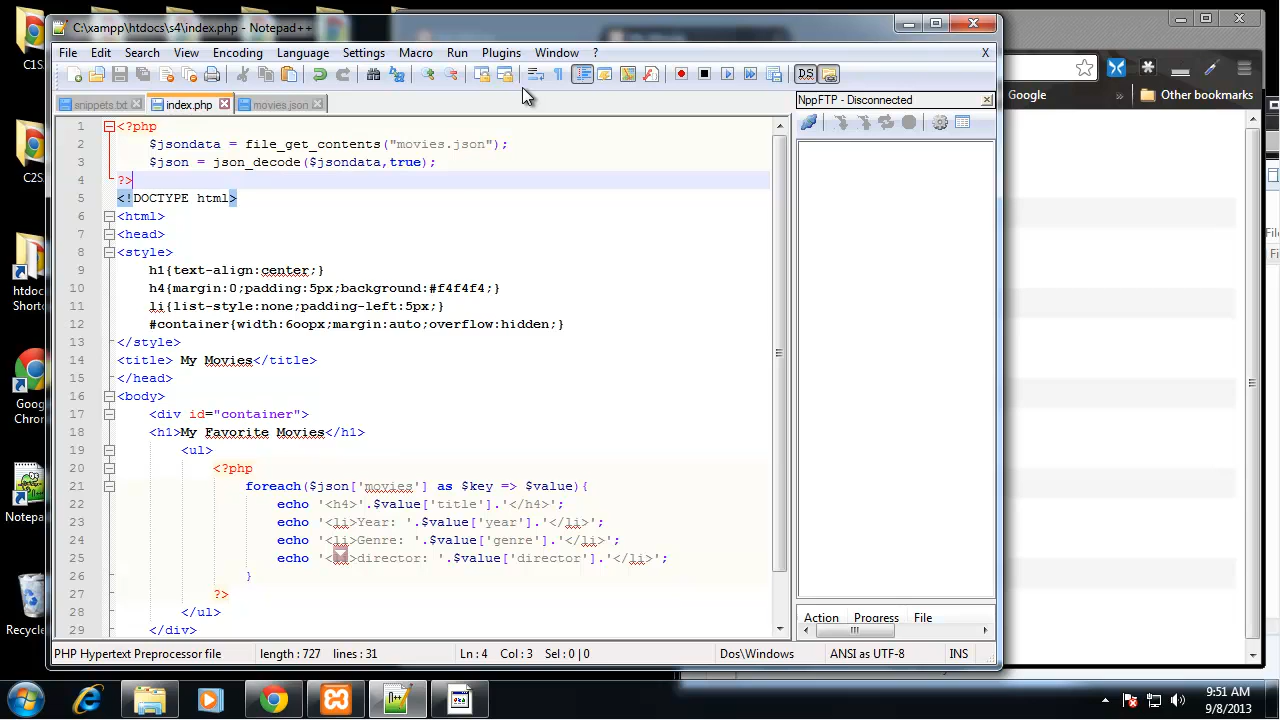 C:\xampp\htdocs\s4\index.php - Notepad++
File Edit Search View Encoding Language Settings Macro Run Plugins Window ? X
snippets.txt index.php movies.json
NppFTP - Disconnected
1 <?php
2 $jsondata = file_get_contents("movies.json");
3 $json = json_decode($jsondata,true);
4 ?>
5 <!DOCTYPE html>
6 <html>
7 <head>
8 <style>
9 h1{text-align:center;}
10 h4{margin:0;padding:5px;background:#f4f4f4;}
11 li{list-style:none;padding-left:5px;}
12 #container{width:6oopx;margin:auto;overflow:hidden;}
13 </style>
14 <title> My Movies</title>
15 </head>
16 <body>
17 <div id="container">
18 <h1>My Favorite Movies</h1>
19 <ul>
20 <?php
21 foreach($json['movies'] as $key => $value){
22 echo '<h4>'.$value['title'].'</h4>';
23 echo '<li>Year: '.$value['year'].'</li>';
24 echo '<li>Genre: '.$value['genre'].'</li>';
25 echo '<li>director: '.$value['director'].'</li>';
26 }
27 ?>
28 </ul>
29 </div>
Action Progress File
PHP Hypertext Preprocessor file length : 727 lines : 31 Ln : 4 Col : 3 Sel : 0 | 0 Dos\Windows ANSI as UTF-8 INS
Google » Other bookmarks
File
Fi
C1S
C2S
htdoc
Shortc
Goog
Chron
Notepa
Recycle
9:51 AM
9/8/2013